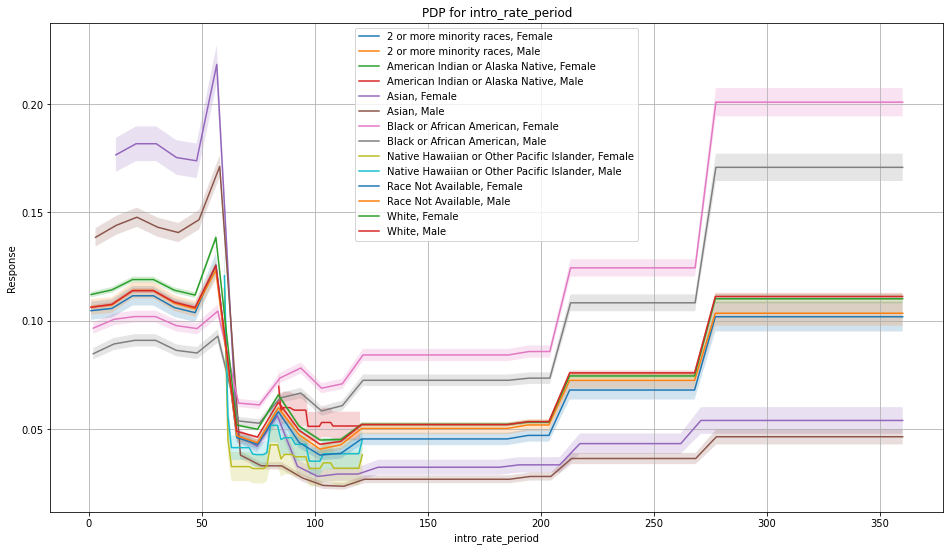 PDP for intro_rate_period
2 or more minority races, Female
2 or more minority races, Male
American Indian or Alaska Native, Female
American Indian or Alaska Native, Male
Asian, Female
Asian, Male
Black or African American, Female
Black or African American, Male
Native Hawaiian or Other Pacific Islander, Female
Native Hawaiian or Other Pacific Islander, Male
Race Not Available, Female
Race Not Available, Male
White, Female
White, Male
Response
0.20
0.15
0.10
0.05
0 50 100 150 200 250 300 350
intro_rate_period